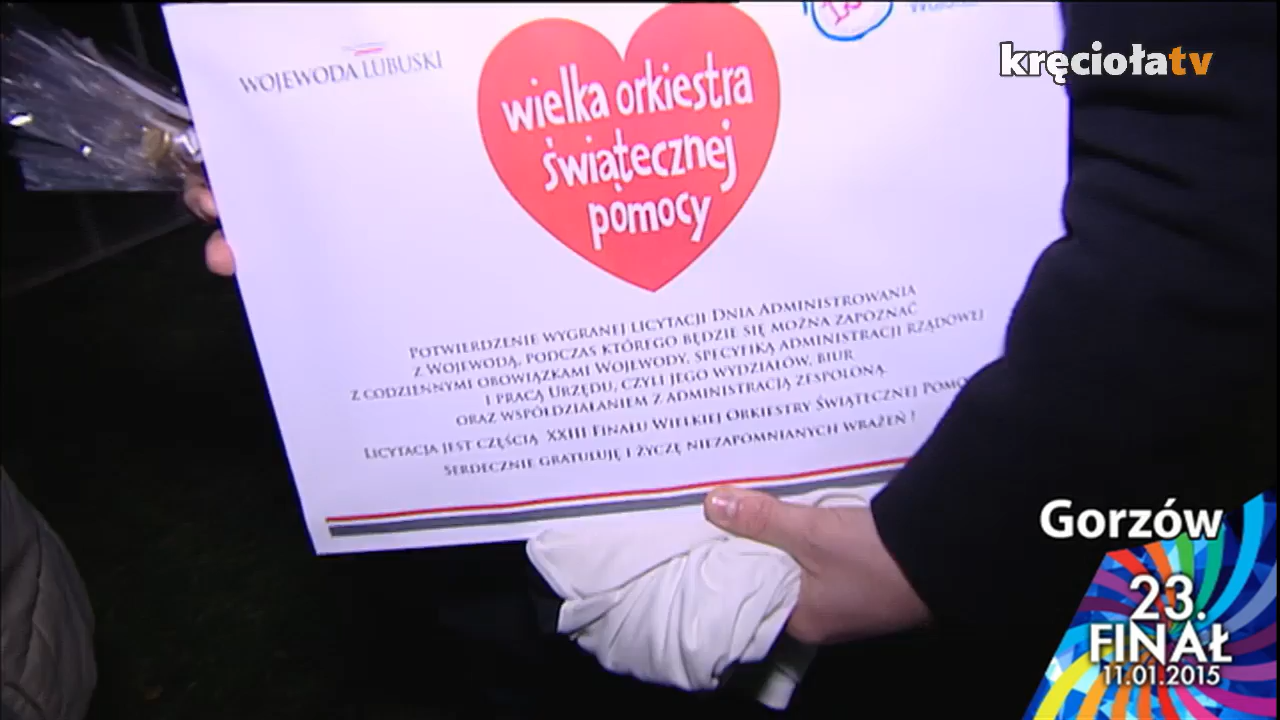 kręciołatv
WOJEWODA LUBUSKI
wielka orkiestra
świątecznej
pomocy
POTWIERDZENIE WYGRANEJ LICYTACJI DNIA ADMINISTROWANIA
Z WOJEWODĄ, PODCZAS KTÓREGO BĘDZIE SIĘ MOŻNA ZAPOZNAĆ
Z CODZIENNYMI OBOWIĄZKAMI WOJEWODY, SPECYFIKĄ ADMINISTRACJI RZĄDOWEJ
I PRACĄ URZĘDU, CZYLI JEGO WYDZIAŁÓW, BIUR
ORAZ WSPÓŁDZIAŁANIEM Z ADMINISTRACJĄ ZESPOLONĄ.
LICYTACJA JEST CZĘŚCIĄ XXIII FINAŁU WIELKIEJ ORKIESTRY ŚWIĄTECZNEJ POMO
SERDECZNIE GRATULUJĘ I ŻYCZĘ NIEZAPOMNIANYCH WRAŻEŃ !
Gorzów
23.
FINAŁ
11.01.2015